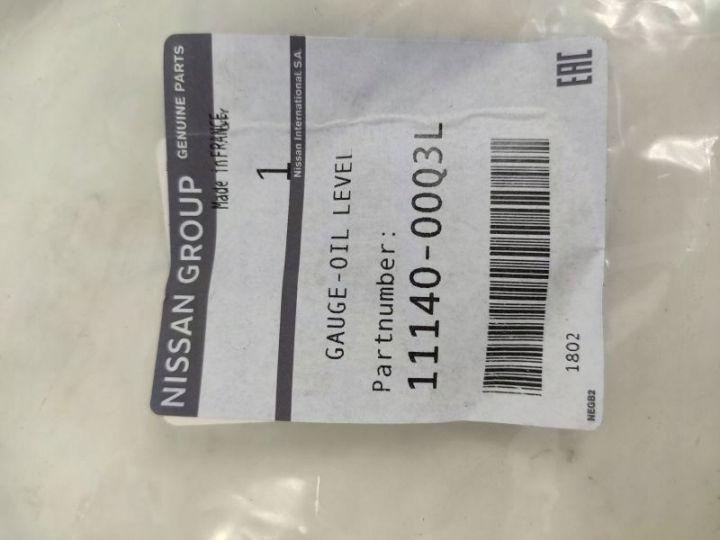 NISSAN GROUP GENUINE PARTS
Made in FRANCE
1
Nissan International. S.A.
GAUGE-OIL LEVEL
Partnumber:
11140-00Q3L
EAC
1802
NEGB2